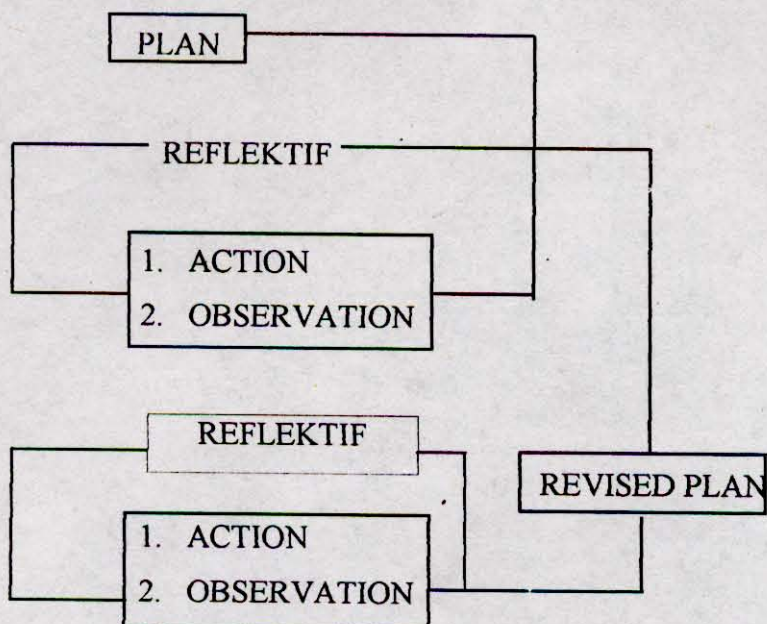 PLAN
REFLEKTIF
1. ACTION
2. OBSERVATION
REFLEKTIF
REVISED PLAN
1. ACTION
2. OBSERVATION